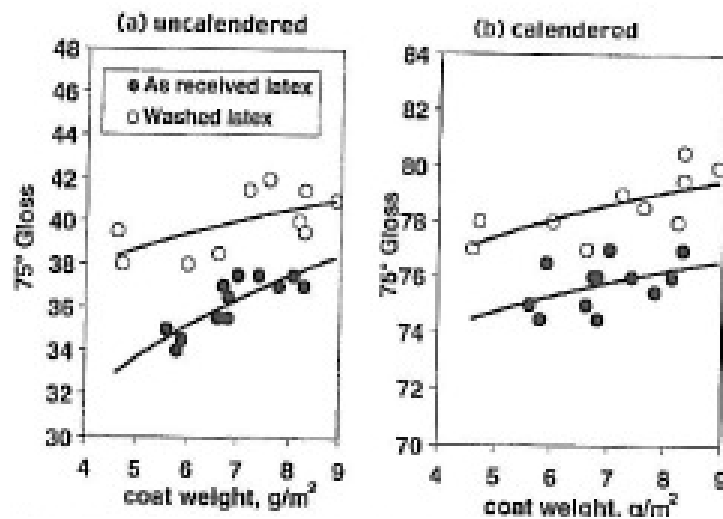 (a) uncalendered
48
46
44
42
40
38
36
34
32
30
75° Gloss
As received latex
Washed latex
4 5 6 7 8 9
coat weight, g/m²
(b) calendered
84
82
80
78
76
74
72
70
75° Gloss
4 5 6 7 8 9
coat weight, g/m²